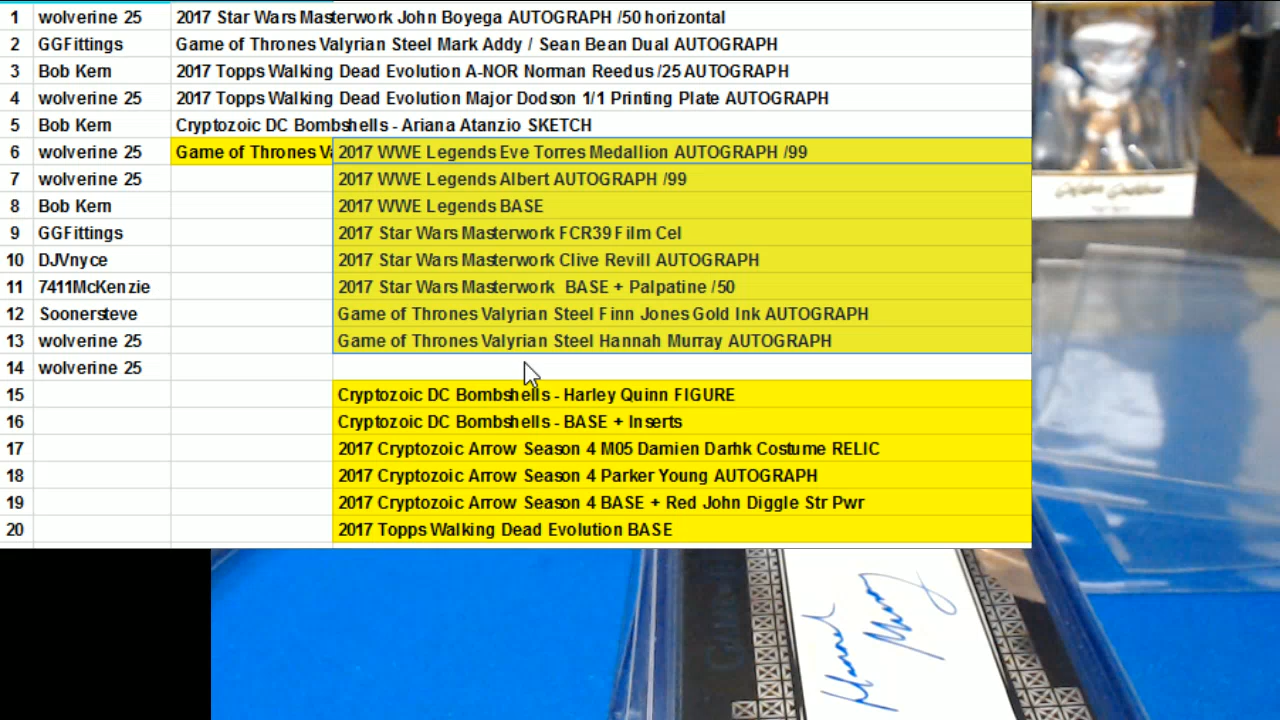 1 wolverine 25 2017 Star Wars Masterwork John Boyega AUTOGRAPH /50 horizontal
2 GGFittings Game of Thrones Valyrian Steel Mark Addy / Sean Bean Dual AUTOGRAPH
3 Bob Kern 2017 Topps Walking Dead Evolution A-NOR Norman Reedus /25 AUTOGRAPH
4 wolverine 25 2017 Topps Walking Dead Evolution Major Dodson 1/1 Printing Plate AUTOGRAPH
5 Bob Kern Cryptozoic DC Bombshells - Ariana Atanzio SKETCH
6 wolverine 25 Game of Thrones Va 2017 WWE Legends Eve Torres Medallion AUTOGRAPH /99
7 wolverine 25 2017 WWE Legends Albert AUTOGRAPH /99
8 Bob Kern 2017 WWE Legends BASE
9 GGFittings 2017 Star Wars Masterwork FCR39 Film Cel
10 DJVnyce 2017 Star Wars Masterwork Clive Revill AUTOGRAPH
11 7411McKenzie 2017 Star Wars Masterwork BASE + Palpatine /50
12 Soonersteve Game of Thrones Valyrian Steel Finn Jones Gold Ink AUTOGRAPH
13 wolverine 25 Game of Thrones Valyrian Steel Hannah Murray AUTOGRAPH
14 wolverine 25
15 Cryptozoic DC Bombshells - Harley Quinn FIGURE
16 Cryptozoic DC Bombshells - BASE + Inserts
17 2017 Cryptozoic Arrow Season 4 M05 Damien Darhk Costume RELIC
18 2017 Cryptozoic Arrow Season 4 Parker Young AUTOGRAPH
19 2017 Cryptozoic Arrow Season 4 BASE + Red John Diggle Str Pwr
20 2017 Topps Walking Dead Evolution BASE
Hannah
Murray